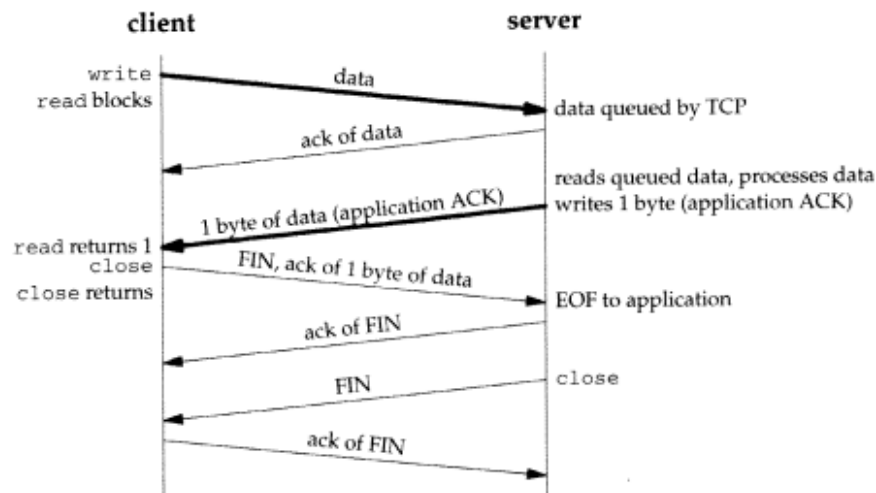 client
server
write
data
read blocks
data queued by TCP
ack of data
reads queued data, processes data
1 byte of data (application ACK)
writes 1 byte (application ACK)
read returns 1
close
FIN, ack of 1 byte of data
close returns
EOF to application
ack of FIN
close
FIN
ack of FIN